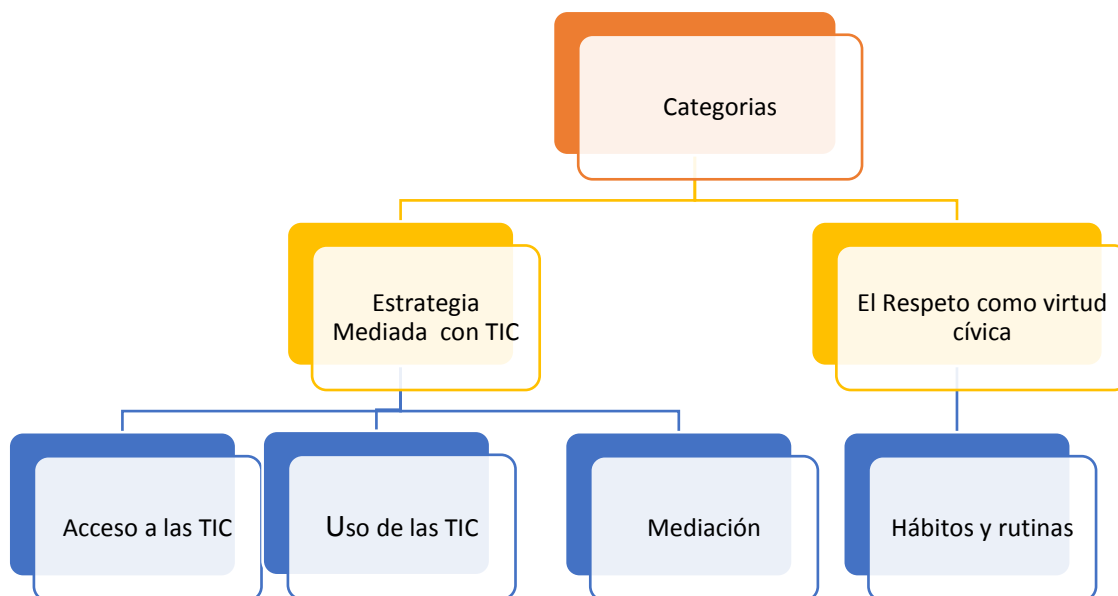 Categorias
Estrategia
Mediada  con TIC
El Respeto como virtud
cívica
Acceso a las TIC
Uso de las TIC
Mediación
Hábitos y rutinas